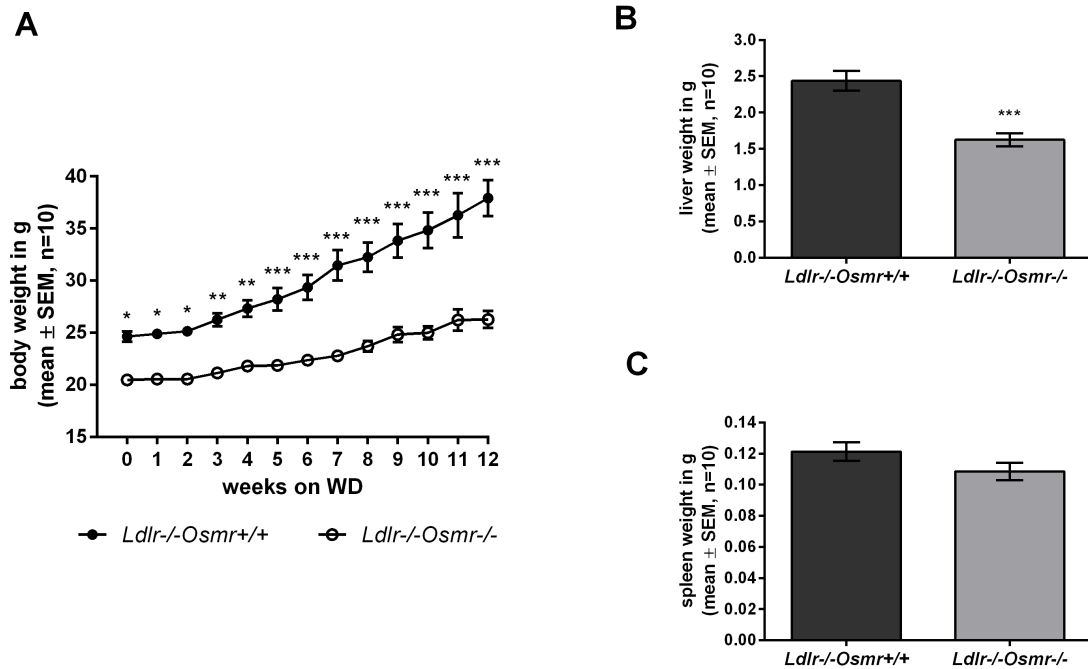 A
body weight in g
(mean ± SEM, n=10)
40
35
30
25
20
15
* * * ** ** *** *** *** *** *** *** *** ***
0 1 2 3 4 5 6 7 8 9 10 11 12
weeks on WD
Ldlr-/-Osmr+/+ Ldlr-/-Osmr-/-
B
liver weight in g
(mean ± SEM, n=10)
3.0
2.5
2.0
1.5
1.0
0.5
0.0
***
Ldlr-/-Osmr+/+ Ldlr-/-Osmr-/-
C
spleen weight in g
(mean ± SEM, n=10)
0.14
0.12
0.10
0.08
0.06
0.04
0.02
0.00
Ldlr-/-Osmr+/+ Ldlr-/-Osmr-/-